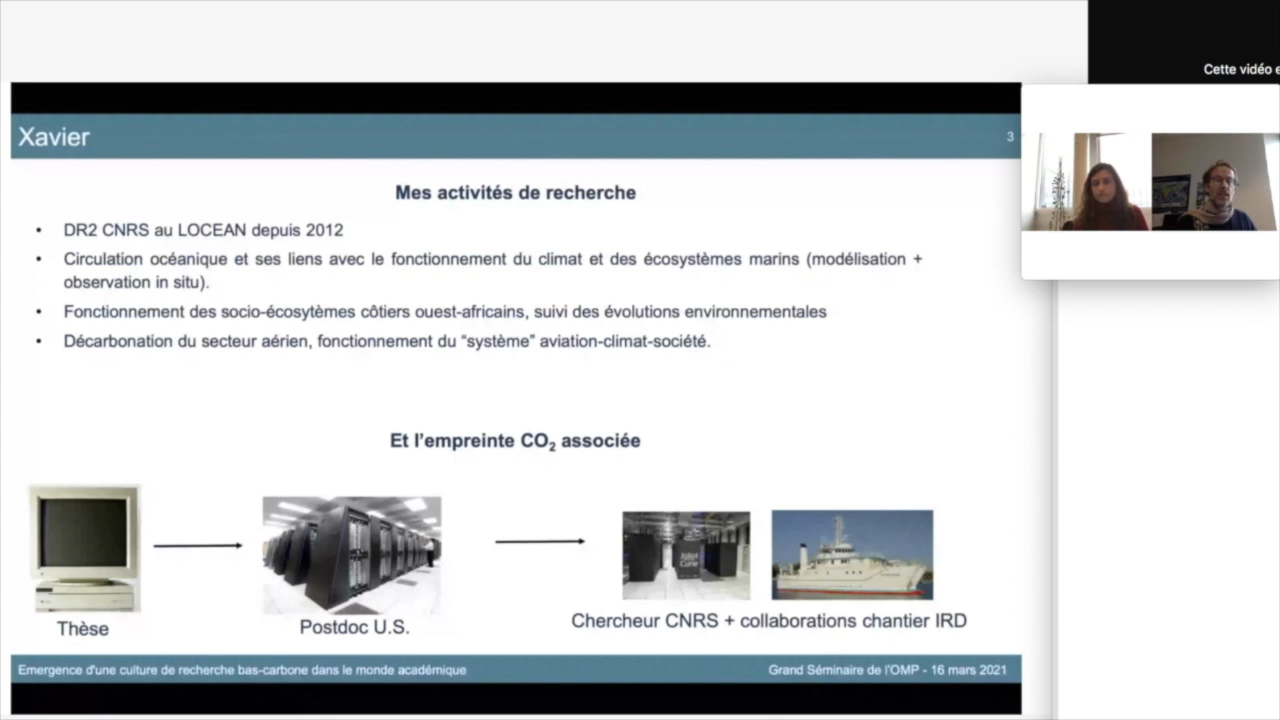 Cette vidéo e
Xavier
3
Mes activités de recherche
• DR2 CNRS au LOCEAN depuis 2012
• Circulation océanique et ses liens avec le fonctionnement du climat et des écosystèmes marins (modélisation +
observation in situ).
• Fonctionnement des socio-écosytèmes côtiers ouest-africains, suivi des évolutions environnementales
• Décarbonation du secteur aérien, fonctionnement du “système” aviation-climat-société.
Et l’empreinte CO₂ associée
Joliot
Curie
Thèse
Postdoc U.S.
Chercheur CNRS + collaborations chantier IRD
Emergence d'une culture de recherche bas-carbone dans le monde académique
Grand Séminaire de l'OMP - 16 mars 2021